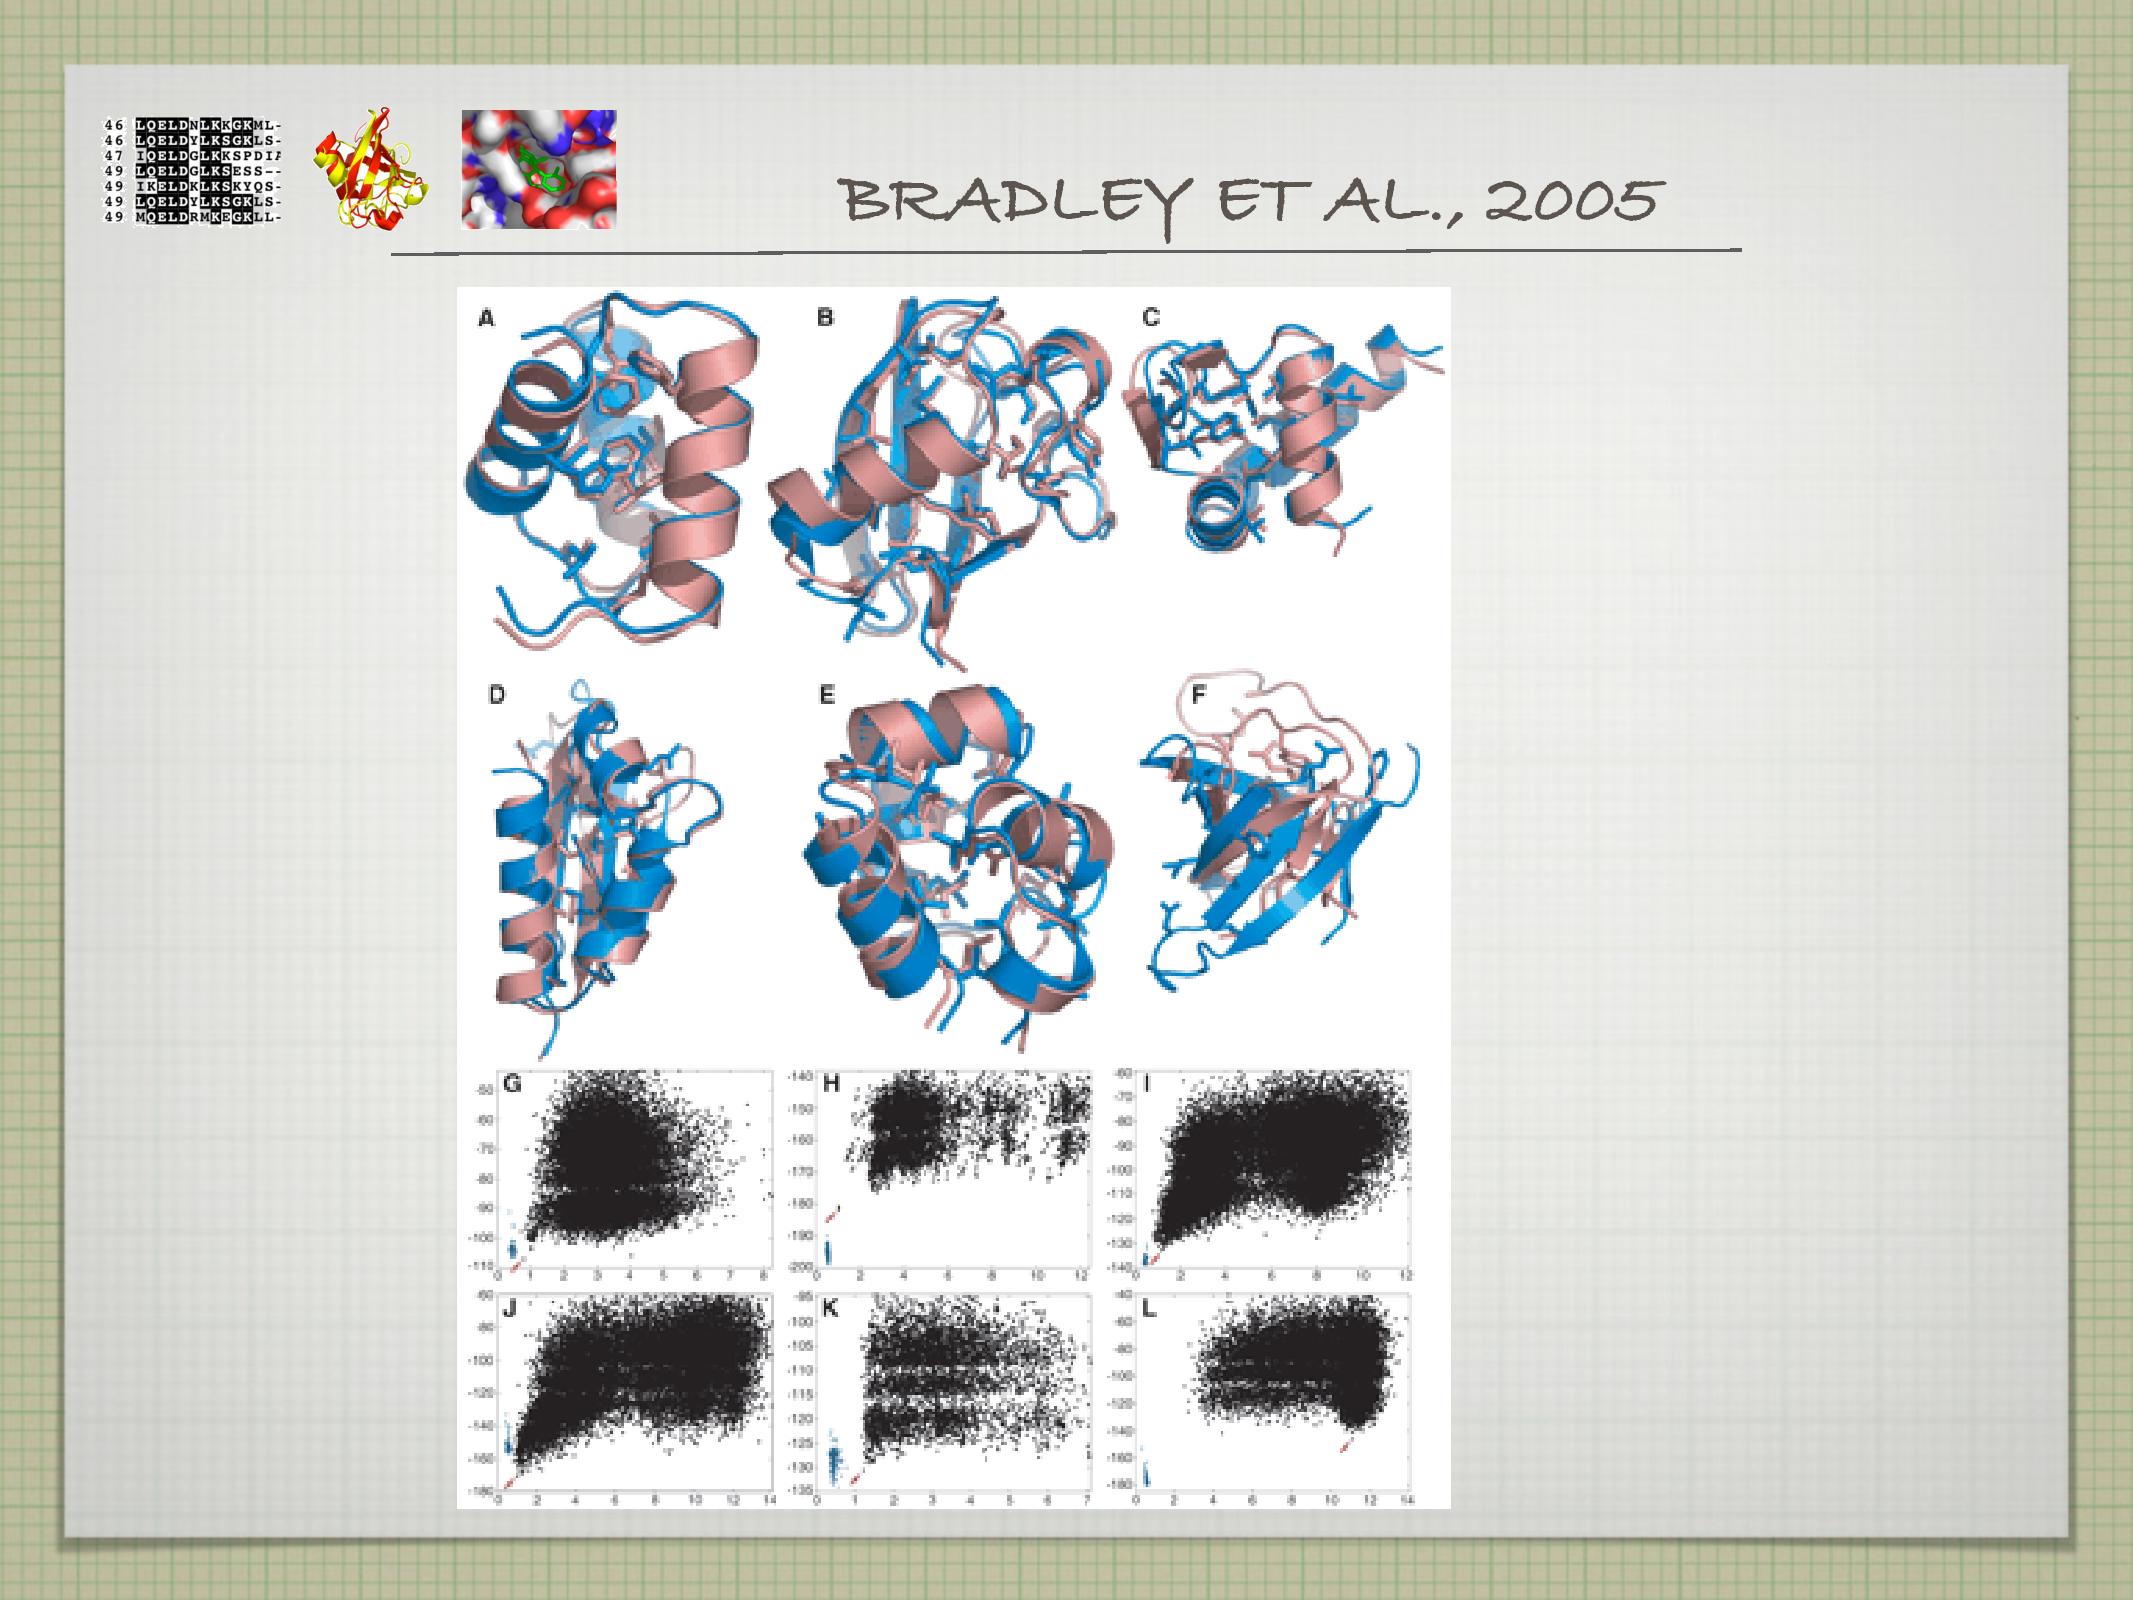 46 LQELDNLKKGKML-
46 LQELDYLKSGKLS-
47 IQELDGLKKSPDIA
49 LQELDGLKSESS--
49 IKELDKLKSKYQS-
49 LQELDYLKSGKLS-
49 MQELDRMKEGKLL-
BRADLEY ET AL., 2005
A B C
D E F
G H I
-50 -140 -60
-60 -150 -70
-70 -160 -80
-80 -170 -90
-90 -180 -100
-100 -190 -110
-110 -200 -120
-130
-140
0 1 2 3 4 5 6 7 8
0 2 4 6 8 10 12
0 2 4 6 8 10 12
J K L
-60 -95 -40
-80 -100 -60
-100 -105 -80
-120 -110 -100
-140 -115 -120
-160 -120 -140
-180 -125 -160
-130 -180
-135
0 2 4 6 8 10 12 14
0 1 2 3 4 5 6 7
0 2 4 6 8 10 12 14